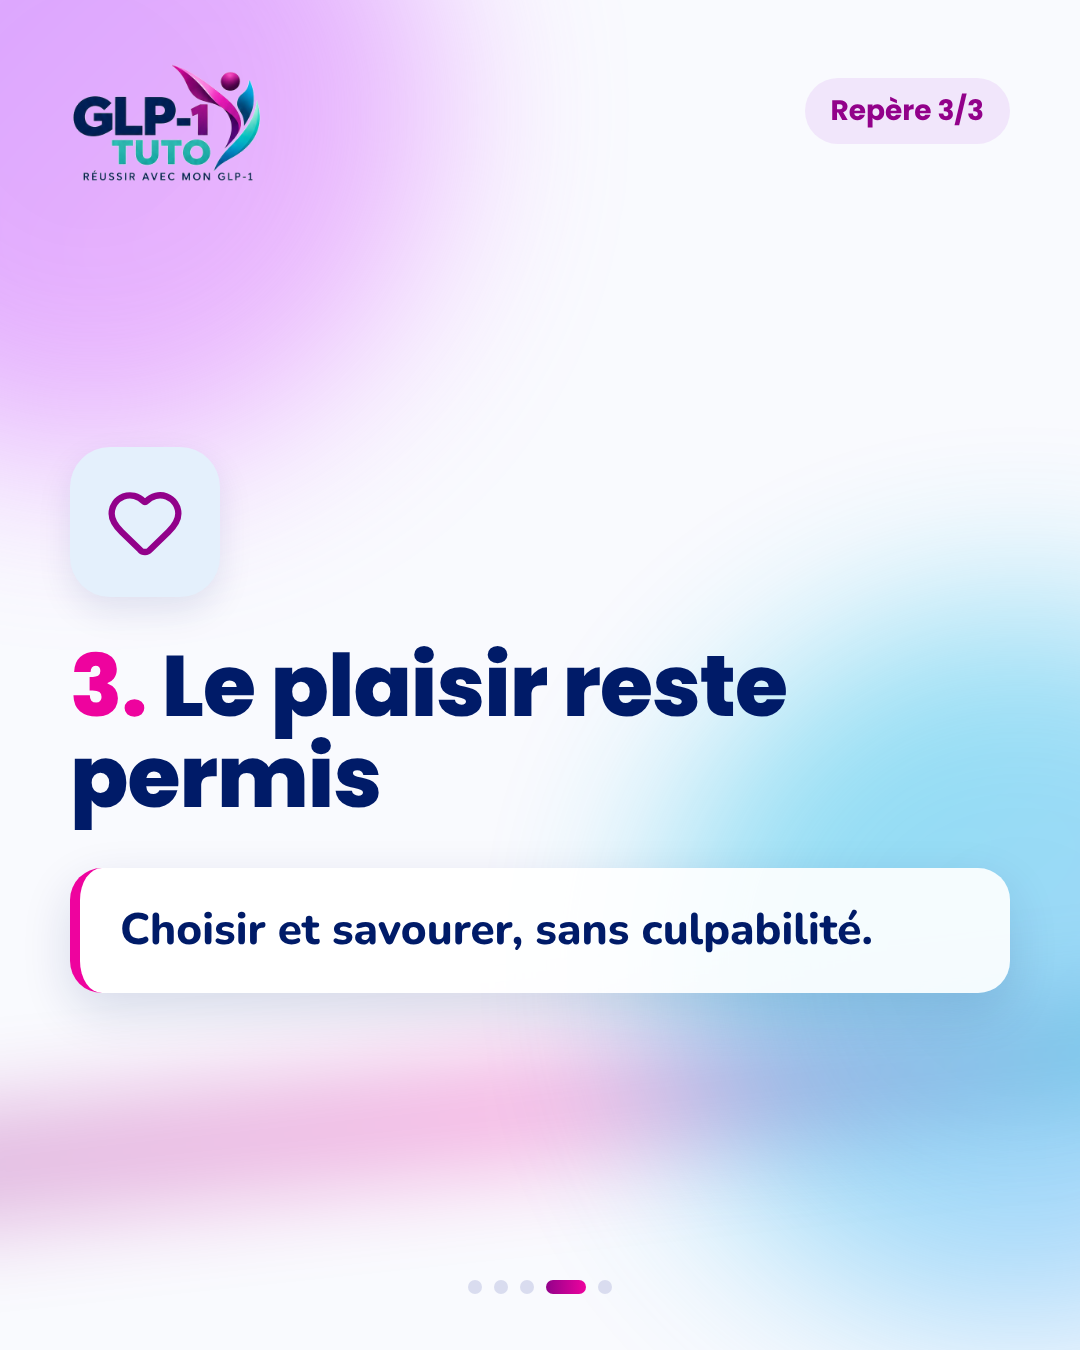 GLP-1
TUTO
RÉUSSIR AVEC MON GLP-1
Repère 3/3
3. Le plaisir reste
permis
Choisir et savourer, sans culpabilité.